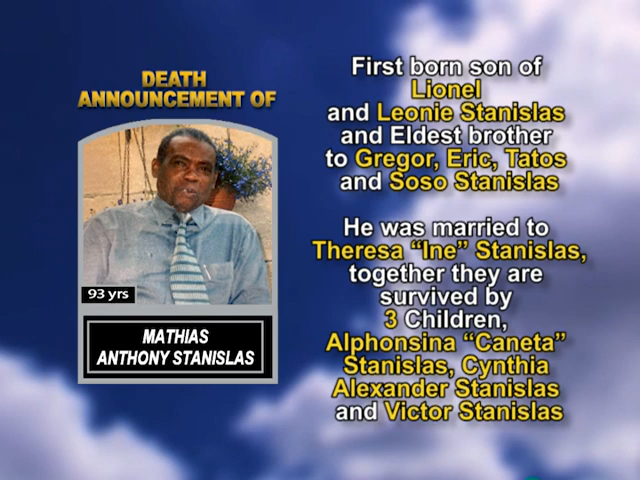 DEATH
ANNOUNCEMENT OF
93 yrs
MATHIAS
ANTHONY STANISLAS
First born son of
Lionel
and Leonie Stanislas
and Eldest brother
to Gregor, Eric, Tatos
and Soso Stanislas
He was married to
Theresa “Ine” Stanislas,
together they are
survived by
3 Children,
Alphonsina “Caneta”
Stanislas, Cynthia
Alexander Stanislas
and Victor Stanislas